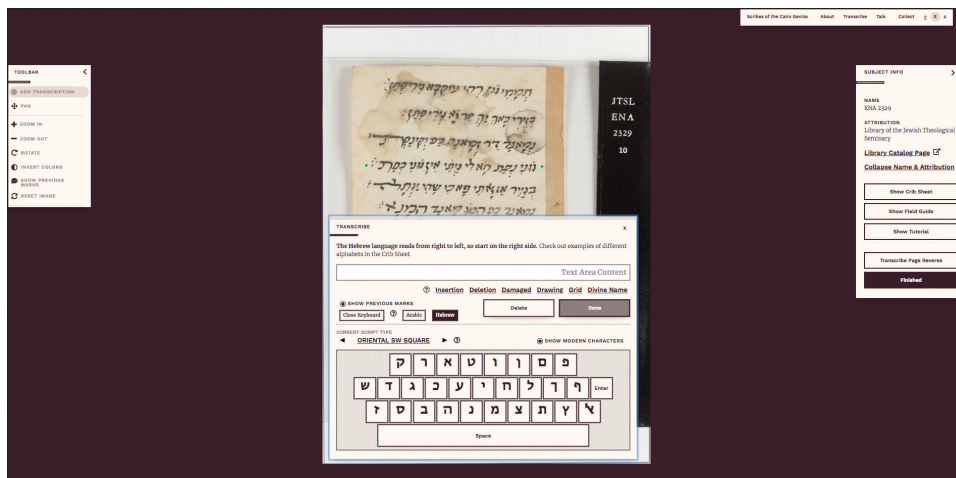 Scribes of the Cairo Geniza
About
Transcribe
Talk
Collect
ع
E
ע
TOOLBAR
ADD TRANSCRIPTION
PAN
ZOOM IN
ZOOM OUT
ROTATE
INVERT COLORS
SHOW PREVIOUS
MARKS
RESET IMAGE
JTSL
ENA
2329
10
SUBJECT INFO
NAME
ENA 2329
ATTRIBUTION
Library of the Jewish Theological
Seminary
Library Catalog Page
Collapse Name & Attribution
Show Crib Sheet
Show Field Guide
Show Tutorial
Transcribe Page Reverse
Finished
TRANSCRIBE
x
The Hebrew language reads from right to left, so start on the right side. Check out examples of different
alphabets in the Crib Sheet
Text Area Content
Insertion Deletion Damaged Drawing Grid Divine Name
SHOW PREVIOUS MARKS
Close Keyboard ? Arabic Hebrew
Delete
Done
CURRENT SCRIPT TYPE
ORIENTAL SW SQUARE
SHOW MODERN CHARACTERS
ק ר א ט ו ן ם פ
ש ד ג כ ע י ח ל ך ף Enter
ז ס ב ה נ מ צ ת ץ
Space